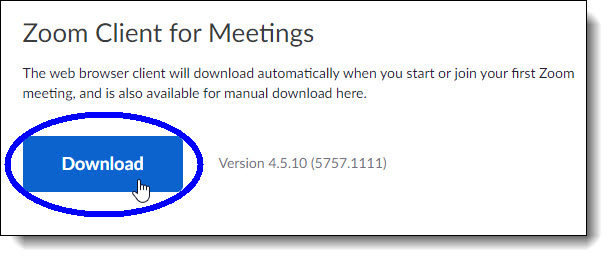 Zoom Client for Meetings
The web browser client will download automatically when you start or join your first Zoom
meeting, and is also available for manual download here.
Download
Version 4.5.10 (5757.1111)